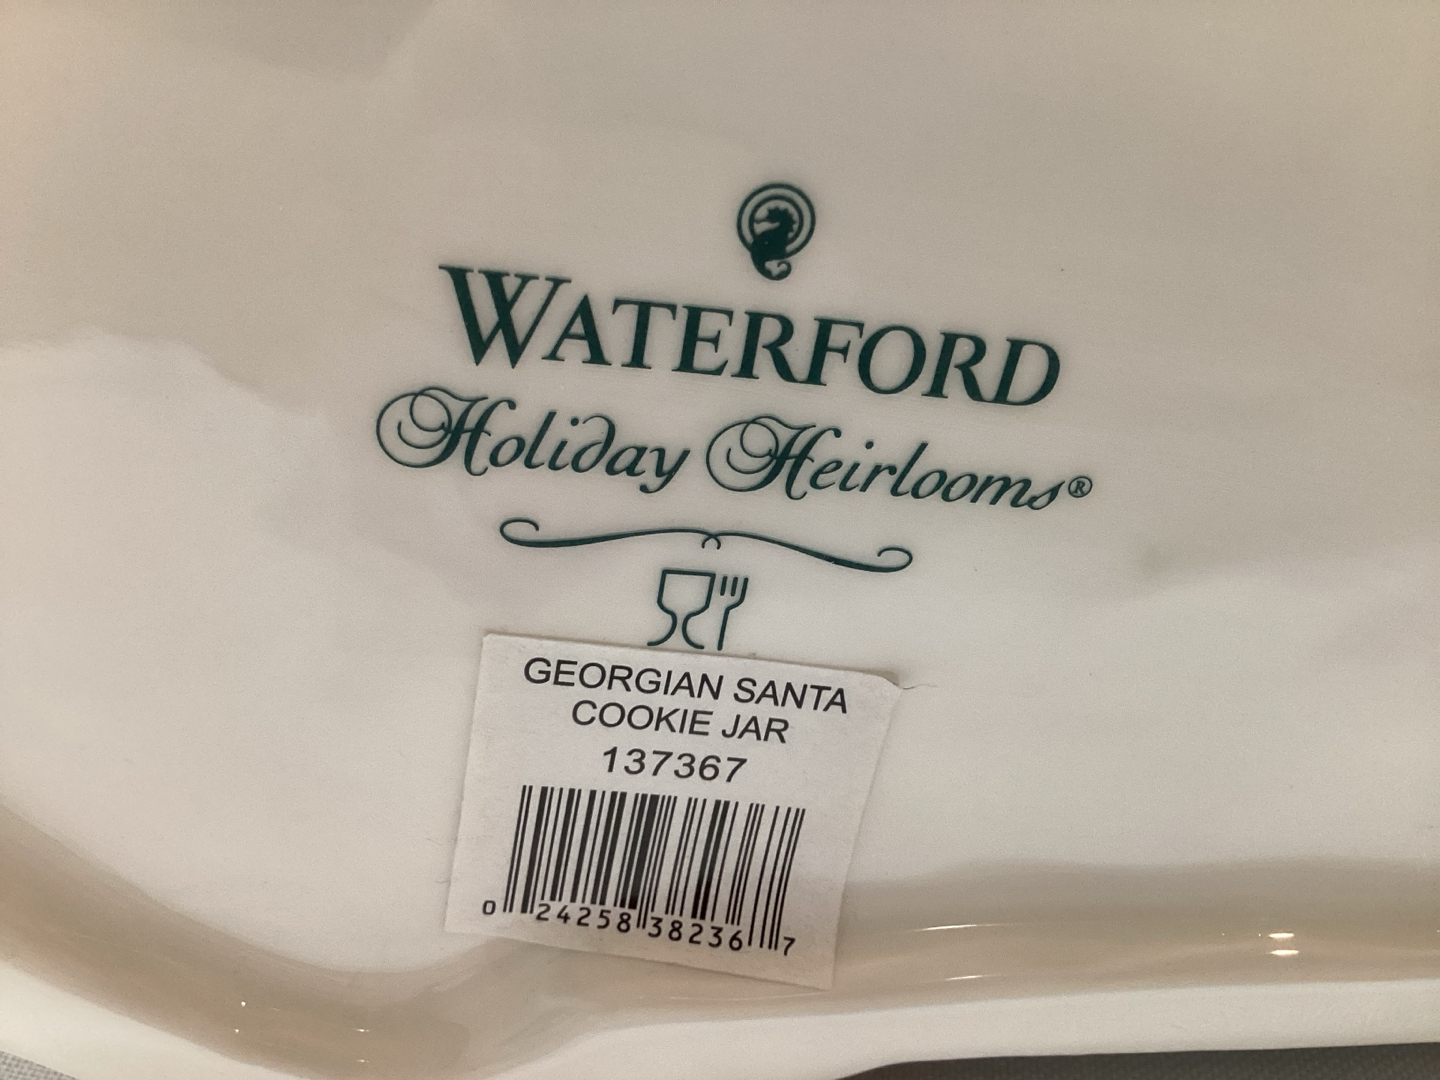 WATERFORD
Holiday Heirlooms®
GEORGIAN SANTA
COOKIE JAR
137367
0 24258 38236 7